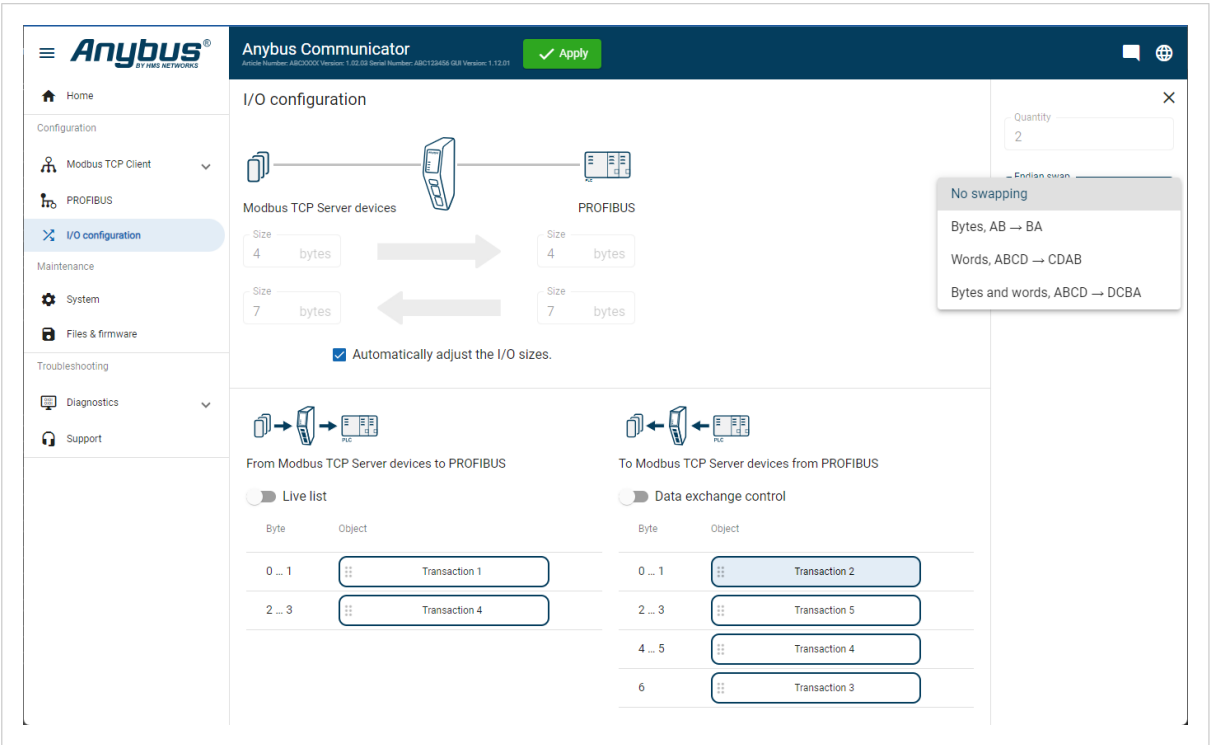 Anybus®
BY HMS NETWORKS
Anybus Communicator
Article Number: ABCXXXX Version: 1.02.03 Serial Number: ABC123456 GUI Version: 1.12.01
Apply
Home
Configuration
Modbus TCP Client
PROFIBUS
I/O configuration
Maintenance
System
Files & firmware
Troubleshooting
Diagnostics
Support
I/O configuration
PLC
Modbus TCP Server devices
PROFIBUS
Size
4 bytes
Size
4 bytes
Size
7 bytes
Size
7 bytes
Automatically adjust the I/O sizes.
PLC
From Modbus TCP Server devices to PROFIBUS
Live list
Byte Object
0 ... 1 Transaction 1
2 ... 3 Transaction 4
PLC
To Modbus TCP Server devices from PROFIBUS
Data exchange control
Byte Object
0 ... 1 Transaction 2
2 ... 3 Transaction 5
4 ... 5 Transaction 4
6 Transaction 3
Quantity
2
Endian swap
No swapping
Bytes, AB → BA
Words, ABCD → CDAB
Bytes and words, ABCD → DCBA